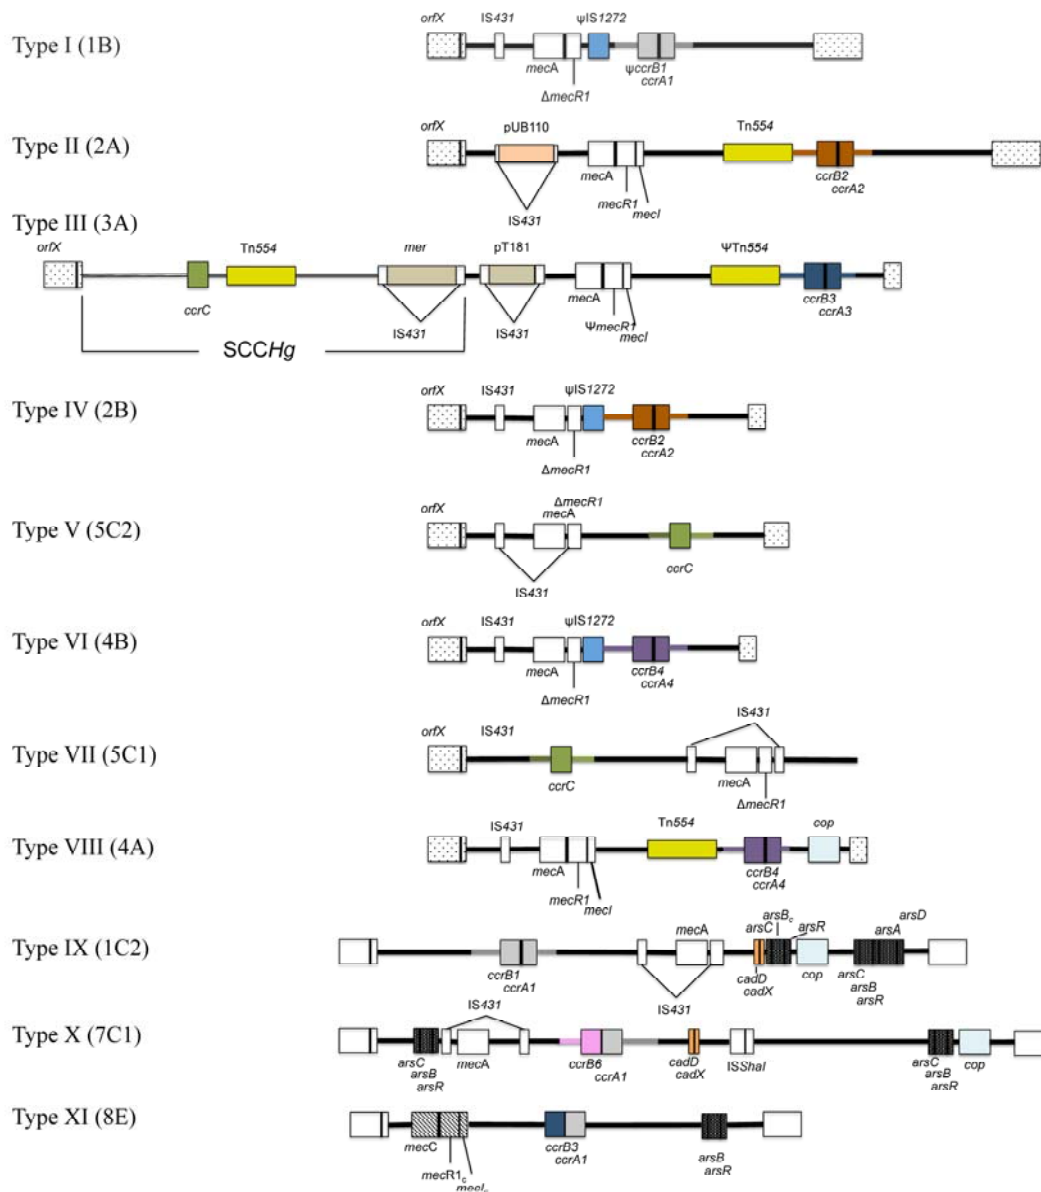 Type I (1B)
orfX IS431 ψIS1272
mecA ψccrB1
ccrA1
ΔmecR1
Type II (2A)
orfX pUB110 Tn554
mecA ccrB2
ccrA2
mecR1
mecI
IS431
Type III (3A)
orfX Tn554 mer pT181 ΨTn554
ccrC mecA ccrB3
ccrA3
IS431 IS431 ΨmecR1
mecI
SCCHg
Type IV (2B)
orfX IS431 ψIS1272
mecA ccrB2
ccrA2
ΔmecR1
Type V (5C2)
ΔmecR1
orfX mecA
ccrC
IS431
Type VI (4B)
orfX IS431 ψIS1272
mecA ccrB4
ccrA4
ΔmecR1
Type VII (5C1)
IS431
orfX IS431
ccrC mecA
ΔmecR1
Type VIII (4A)
IS431 Tn554 cop
mecA ccrB4
ccrA4
mecR1
mecI
Type IX (1C2)
mecA arsC arsBc arsR arsA arsD
ccrB1 cadD cop arsC
ccrA1 cadX arsB
IS431 arsR
Type X (7C1)
IS431
arsC mecA ccrB6 cadD ISShaI arsC cop
arsB ccrA1 cadX arsB
arsR arsR
Type XI (8E)
mecC ccrB3 arsB
ccrA1 arsR
mecR1c
mecIc